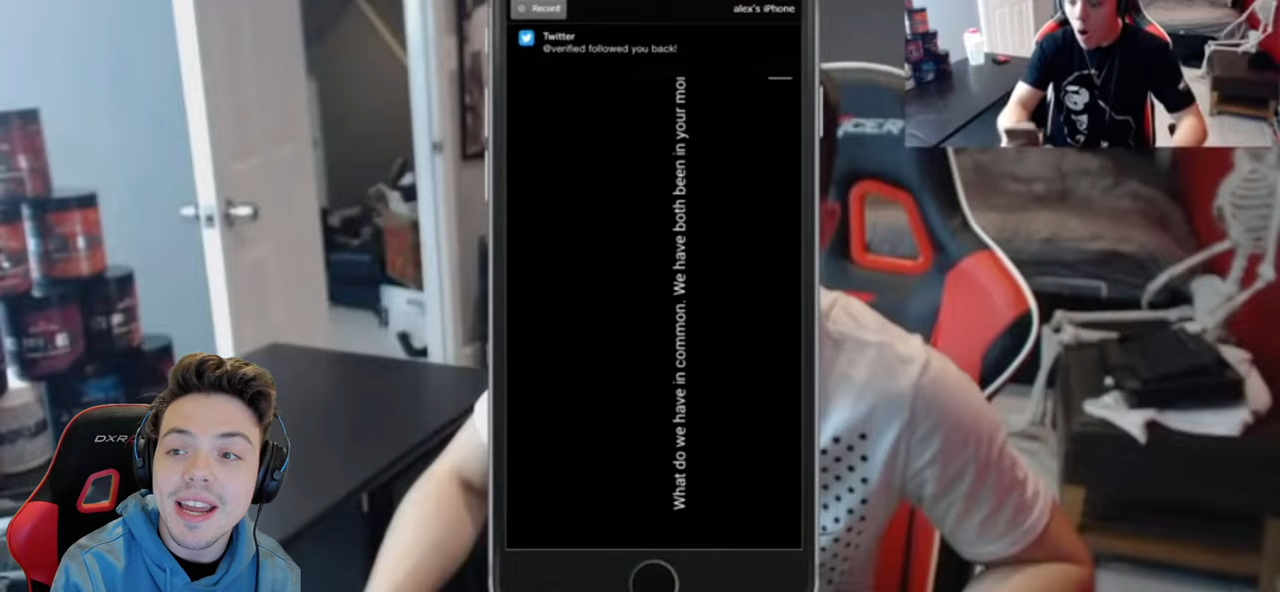 Record
alex's iPhone
Twitter
@verified followed you back!
What do we have in common. We have both been in your